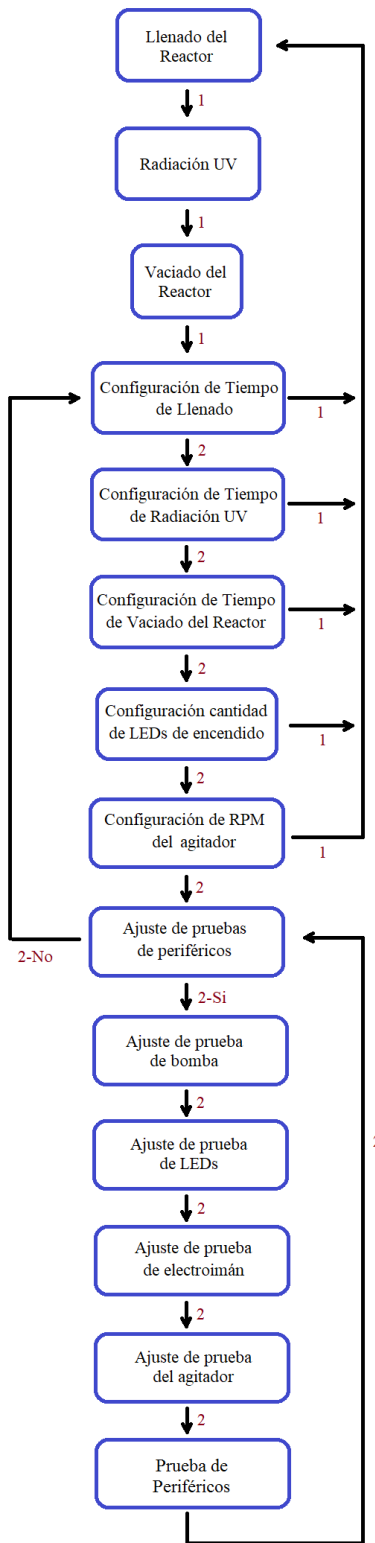 Llenado del
Reactor
1
Radiación UV
1
Vaciado del
Reactor
1
Configuración de Tiempo
de Llenado
1
2
Configuración de Tiempo
de Radiación UV
1
2
Configuración de Tiempo
de Vaciado del Reactor
1
2
Configuración cantidad
de LEDs de encendido
1
2
Configuración de RPM
del agitador
1
2
Ajuste de pruebas
de periféricos
2-No
2-Si
Ajuste de prueba
de bomba
2
Ajuste de prueba
de LEDs
2
Ajuste de prueba
de electroimán
2
Ajuste de prueba
del agitador
2
Prueba de
Periféricos